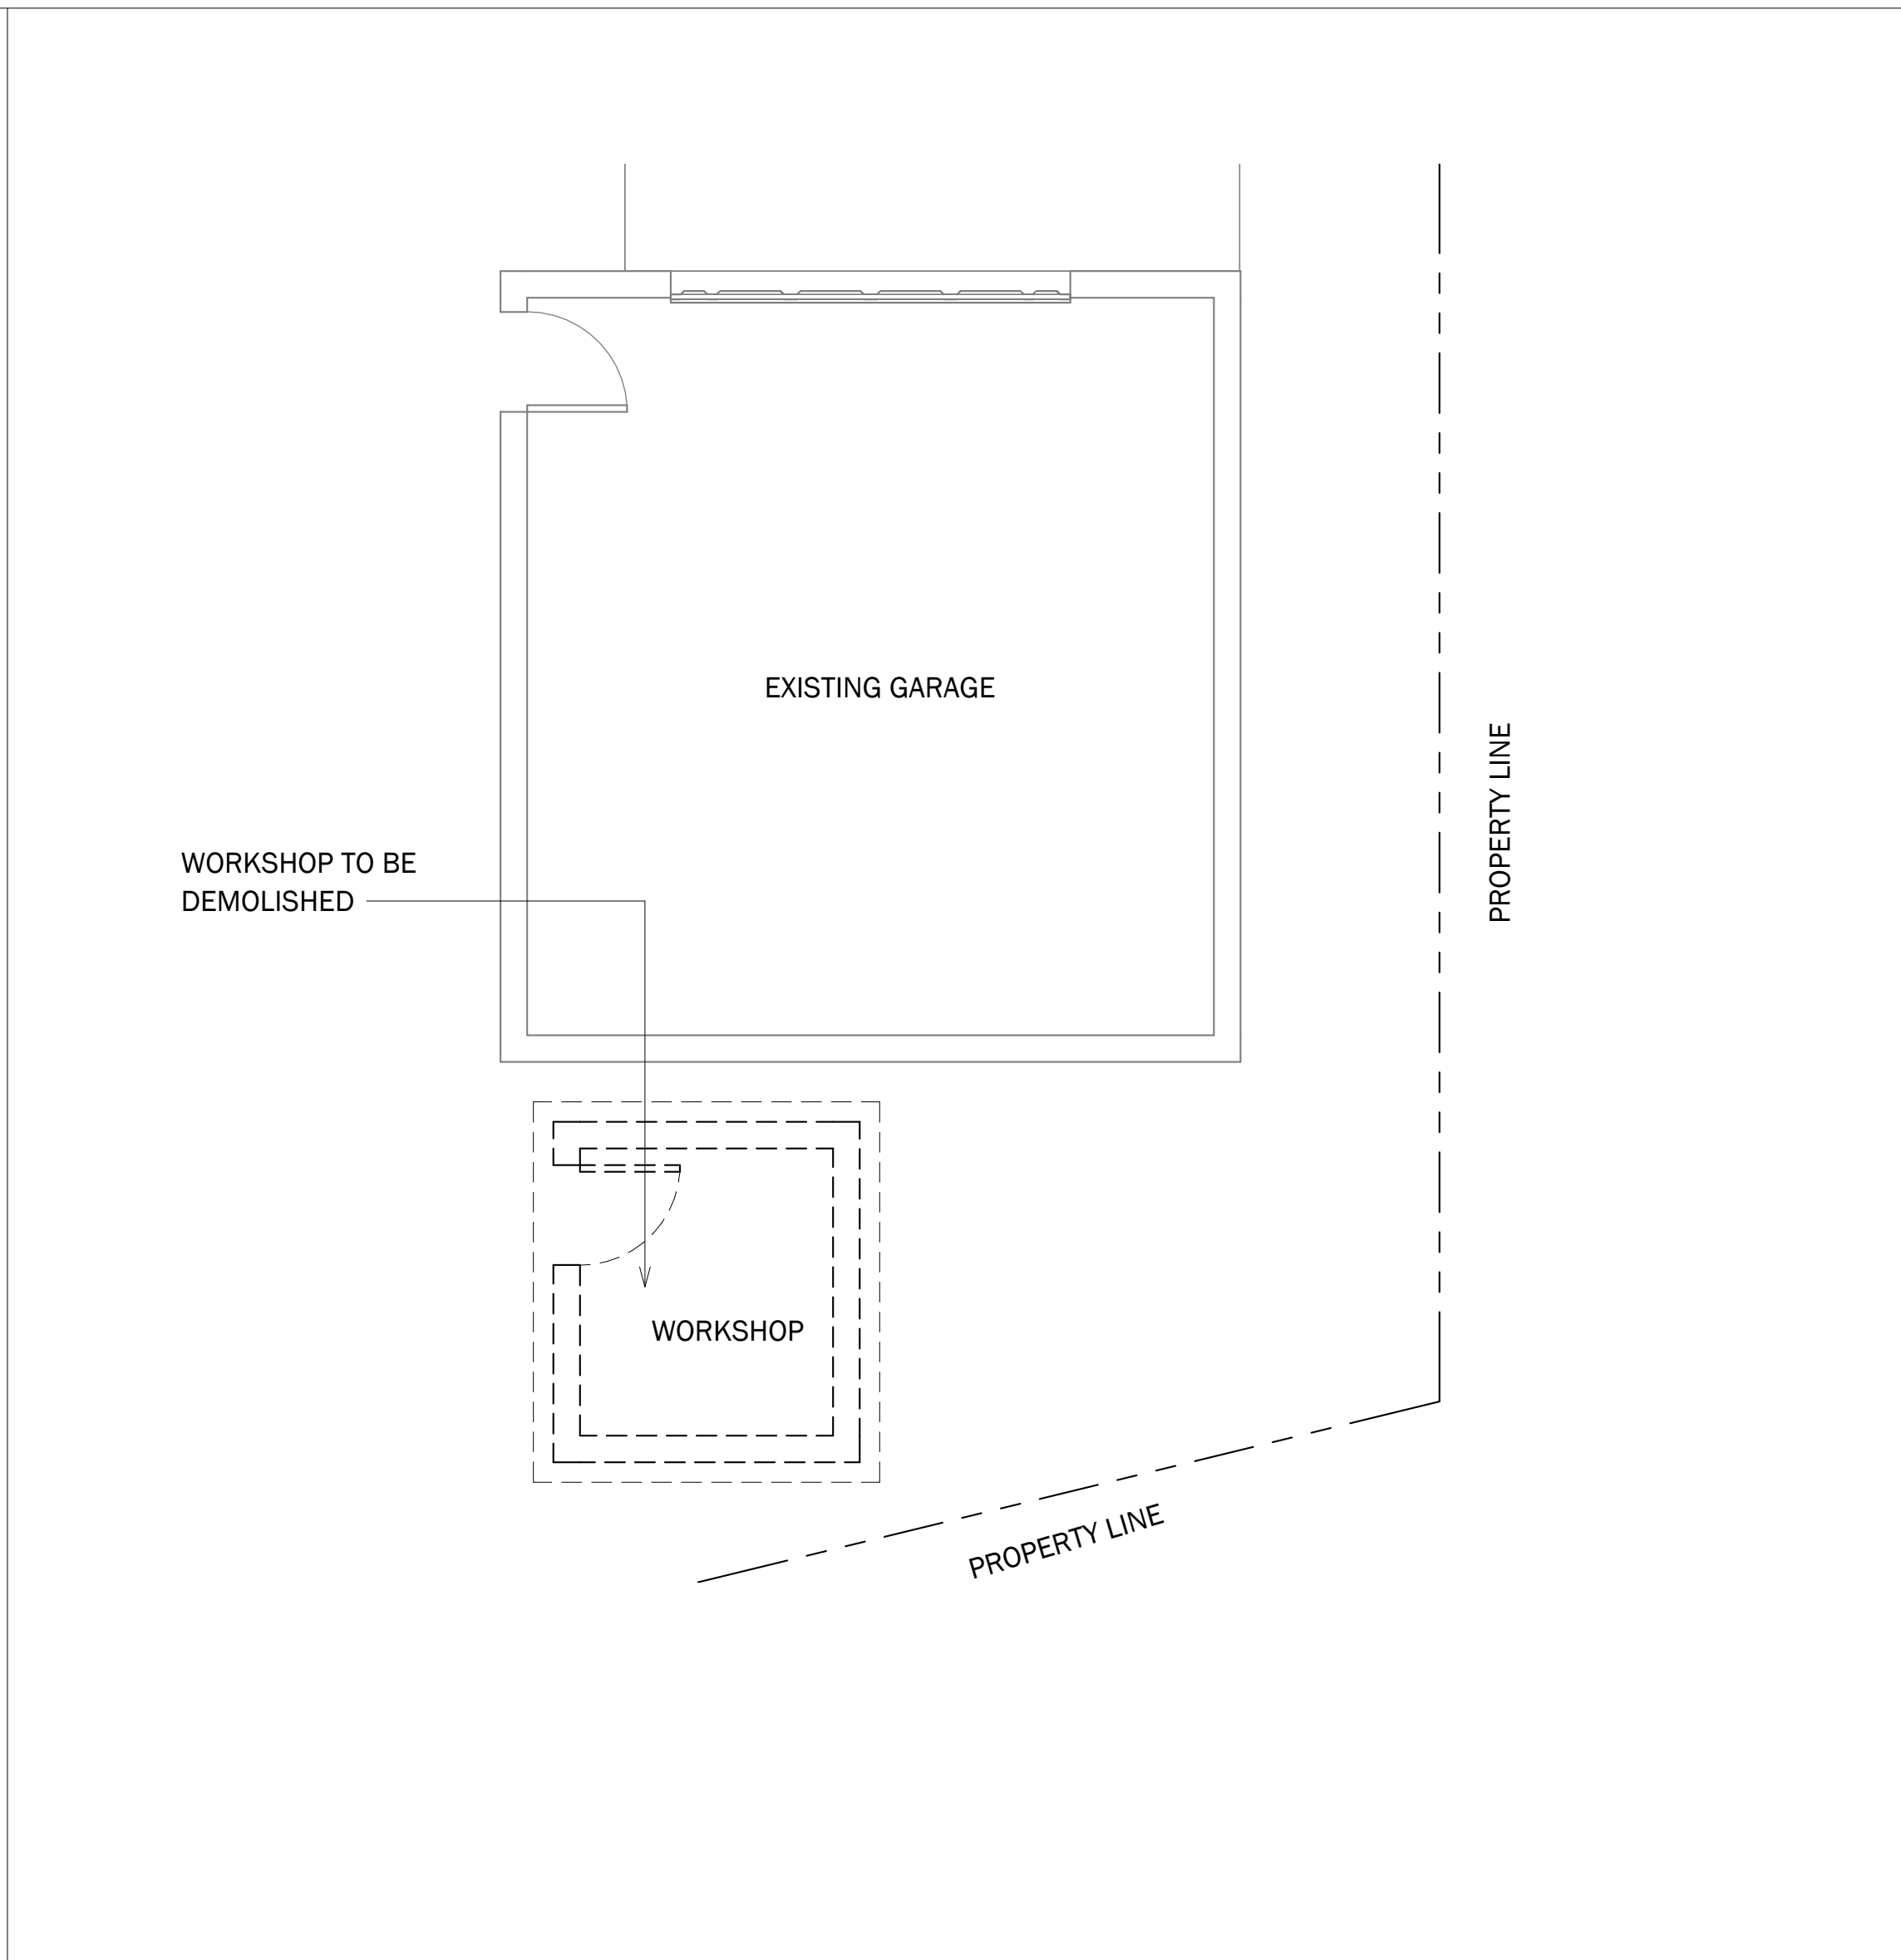 EXISTING GARAGE
PROPERTY LINE
WORKSHOP TO BE
DEMOLISHED
WORKSHOP
PROPERTY LINE